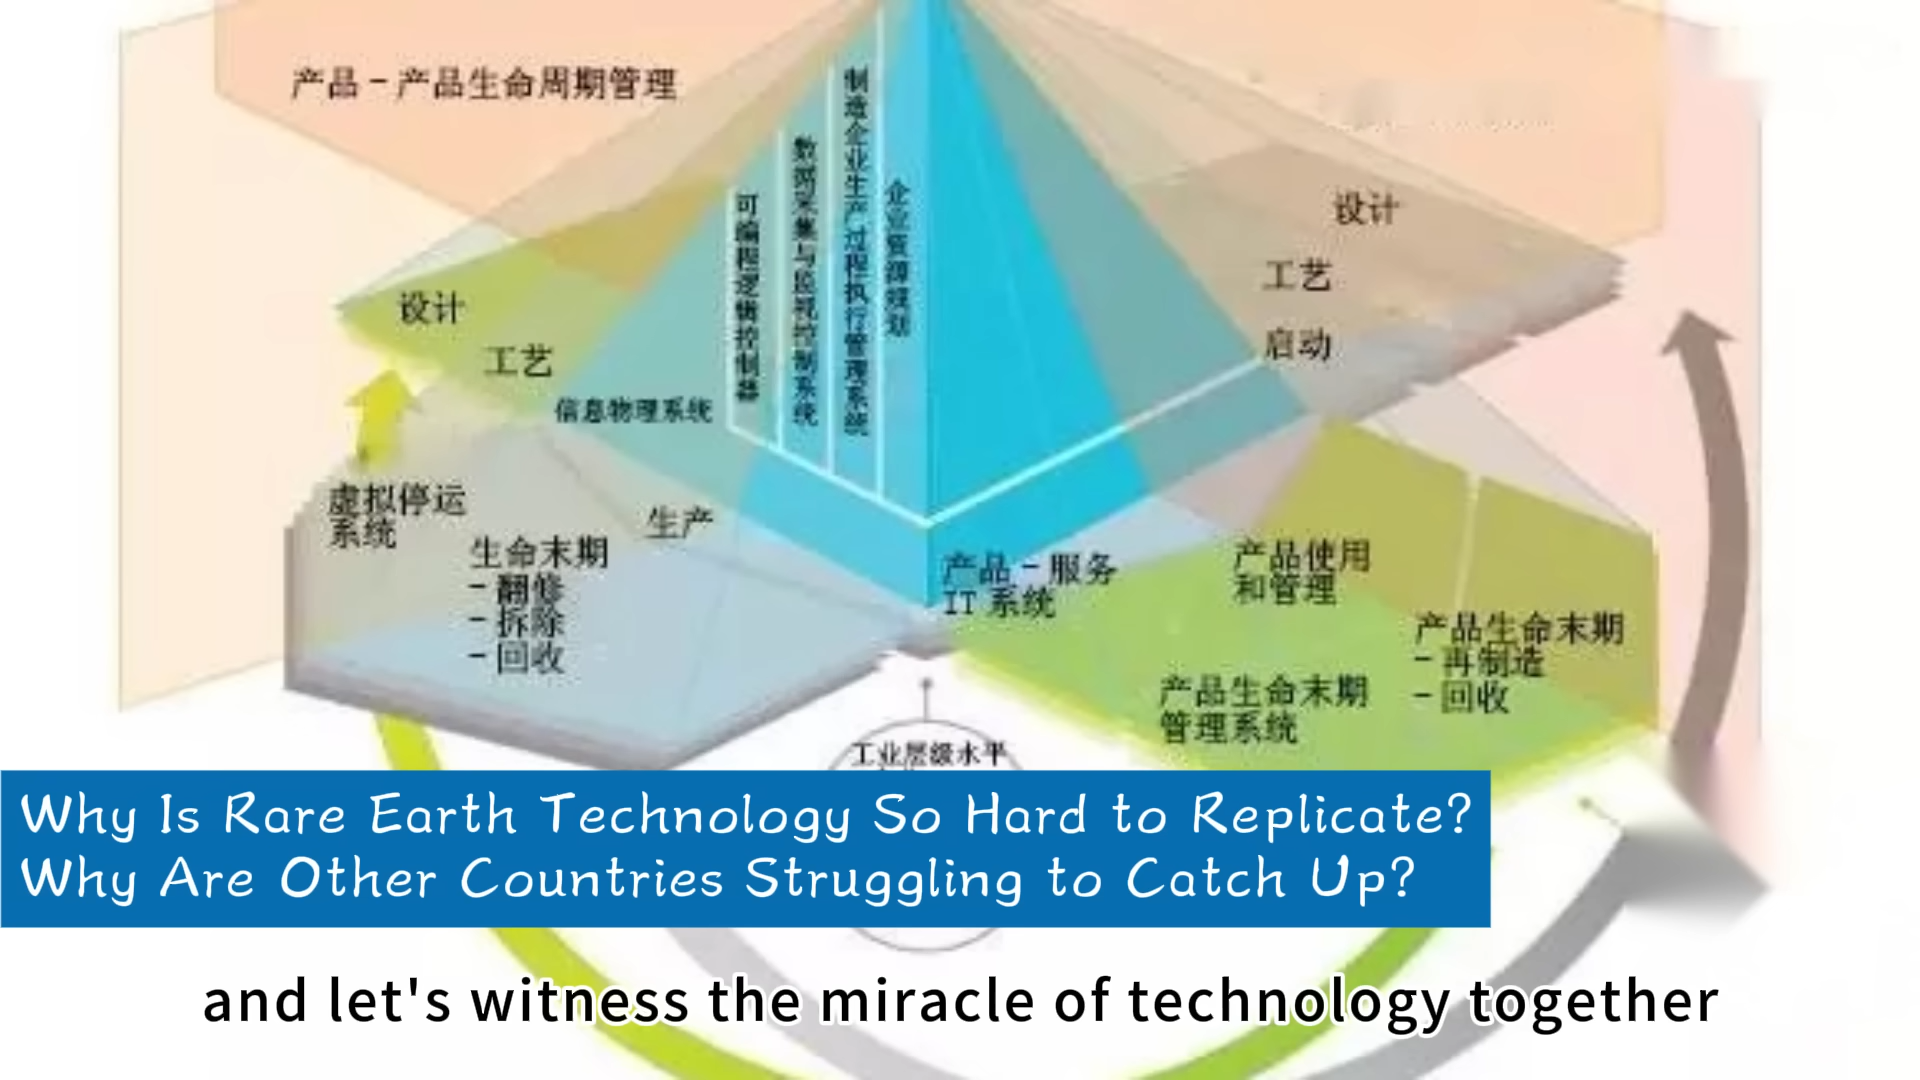 产品-产品生命周期管理
制造企业生产过程执行管理系统
数据采集与监视控制系统
企业资源规划
可编程逻辑控制器
设计
工艺
启动
设计
工艺
信息物理系统
虚拟停运
系统
生产
生命末期
-翻修
-拆除
-回收
产品-服务
IT 系统
产品使用
和管理
产品生命末期
-再制造
-回收
产品生命末期
管理系统
工业层级水平
Why Is Rare Earth Technology So Hard to Replicate?
Why Are Other Countries Struggling to Catch Up?
and let's witness the miracle of technology together